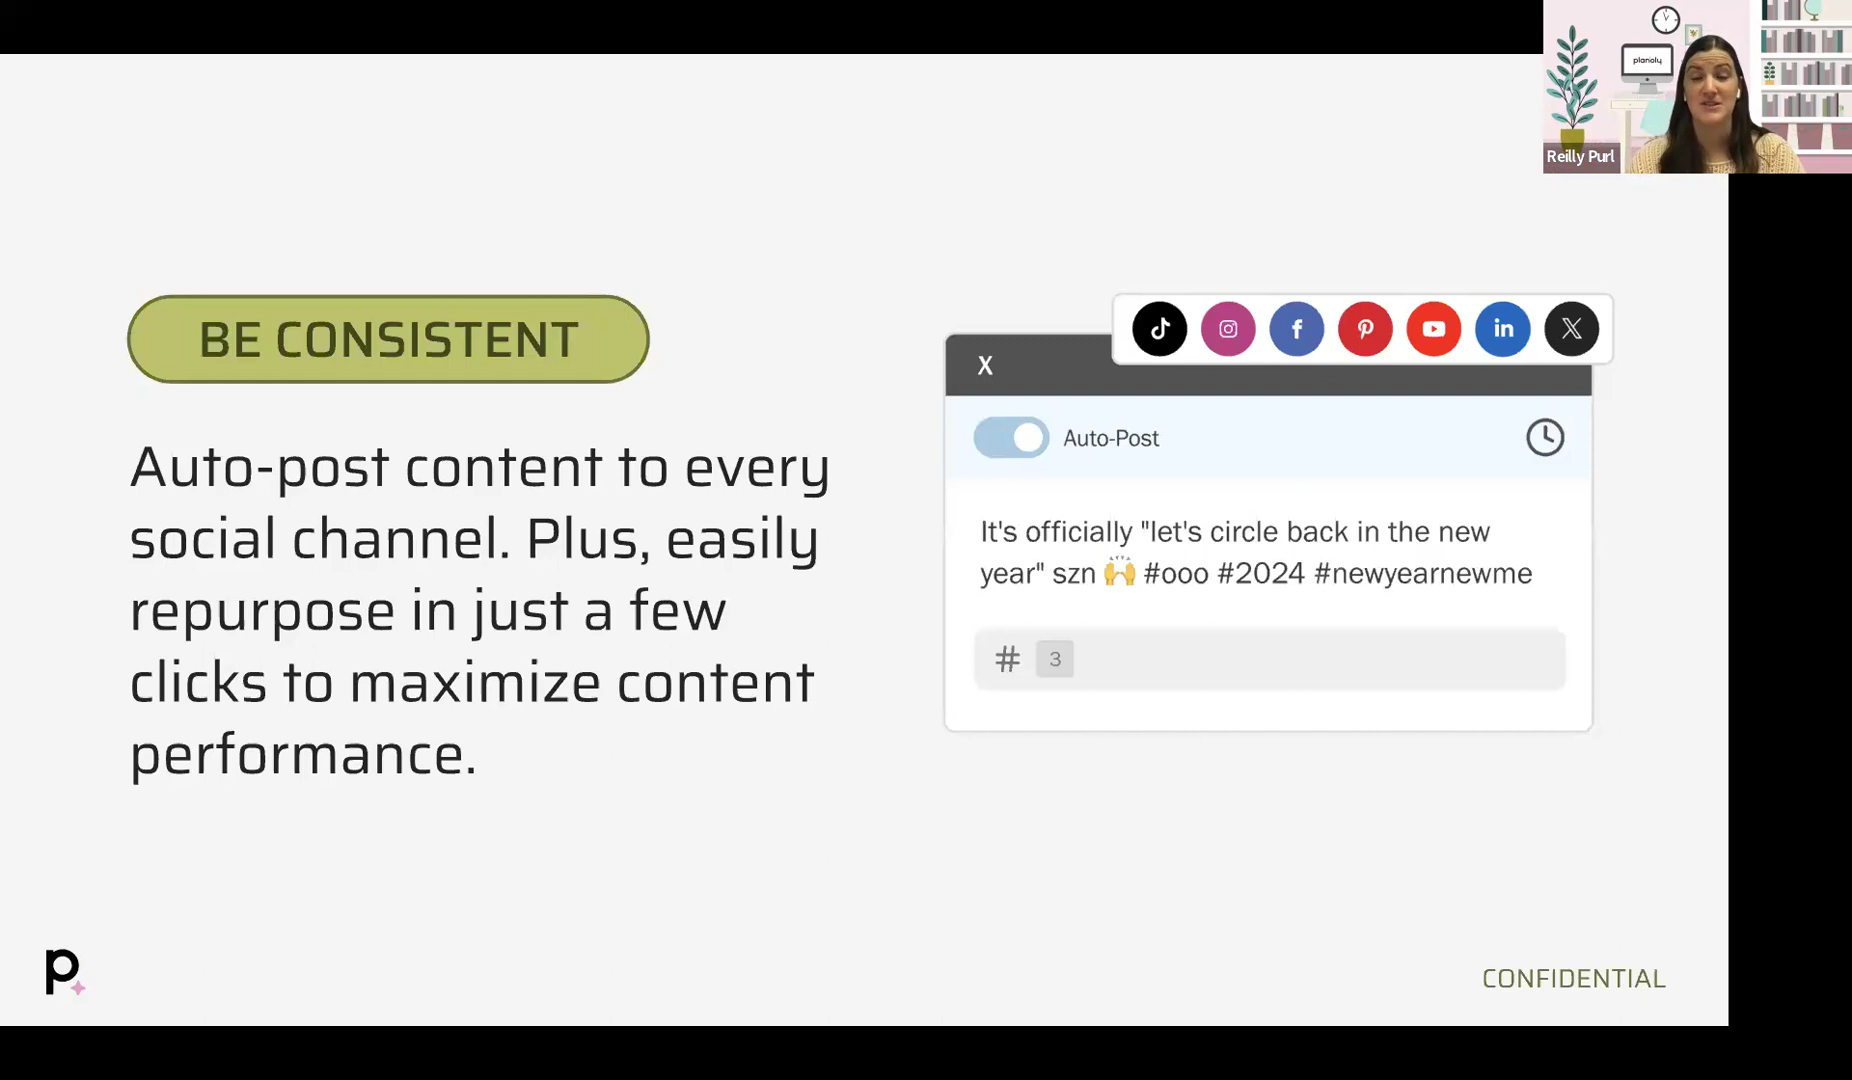 planoly
Reilly Purl
BE CONSISTENT
Auto-post content to every
social channel. Plus, easily
repurpose in just a few
clicks to maximize content
performance.
X
Auto-Post
It's officially "let's circle back in the new
year" szn 🙌 #ooo #2024 #newyearnewme
# 3
p
CONFIDENTIAL